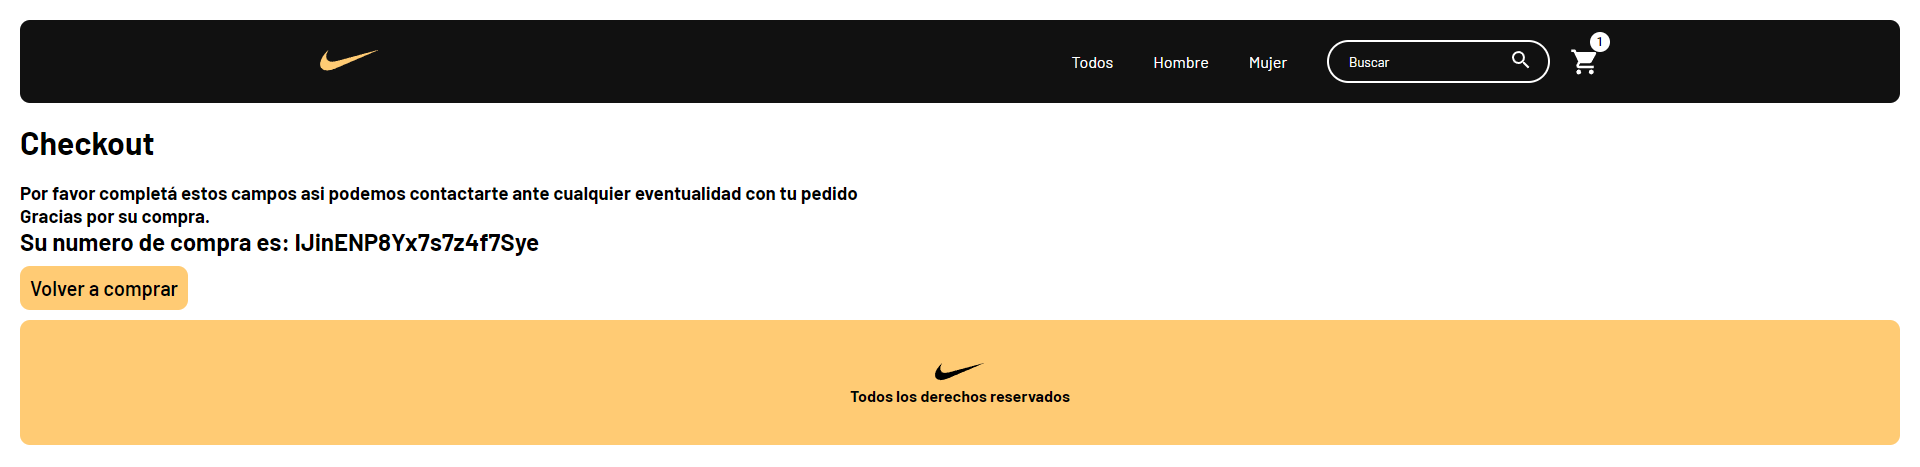 Todos
Hombre
Mujer
Buscar
1
Checkout
Por favor completá estos campos asi podemos contactarte ante cualquier eventualidad con tu pedido
Gracias por su compra.
Su numero de compra es: IJinENP8Yx7s7z4f7Sye
Volver a comprar
Todos los derechos reservados